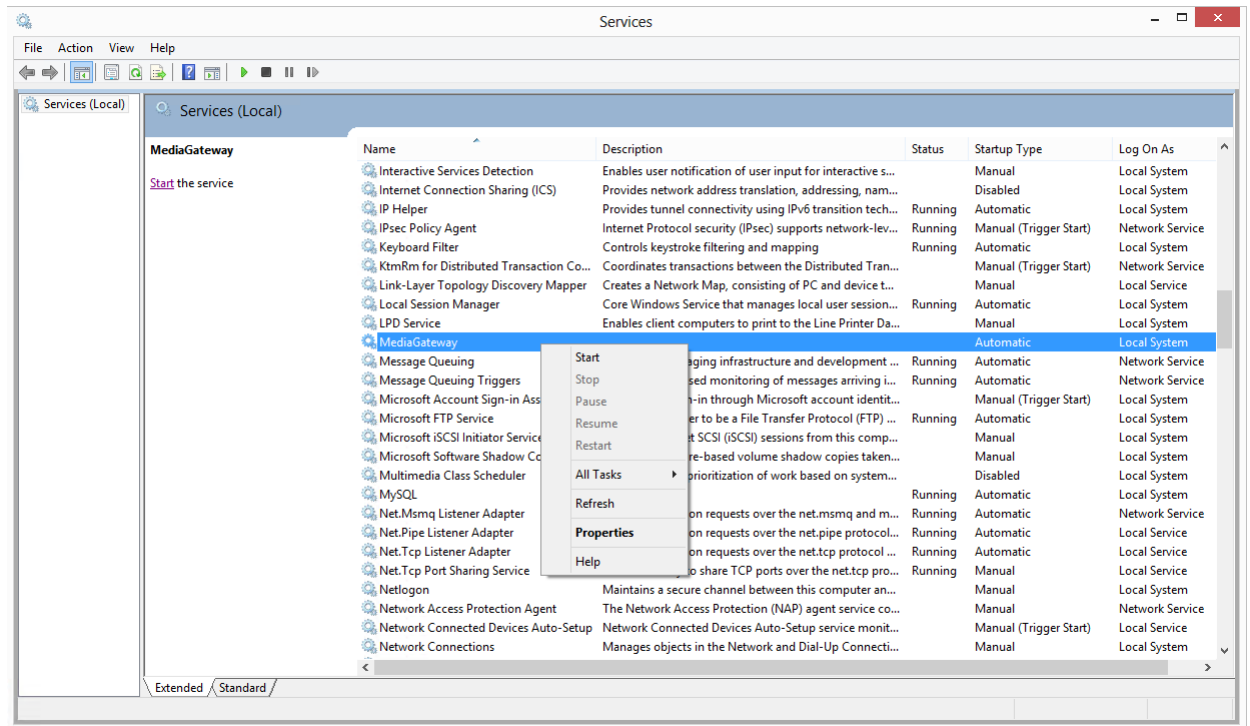 Services
File Action View Help
Services (Local)
Services (Local)
MediaGateway
Start the service
Name Description Status Startup Type Log On As
Interactive Services Detection Enables user notification of user input for interactive s... Manual Local System
Internet Connection Sharing (ICS) Provides network address translation, addressing, nam... Disabled Local System
IP Helper Provides tunnel connectivity using IPv6 transition tech... Running Automatic Local System
IPsec Policy Agent Internet Protocol security (IPsec) supports network-lev... Running Manual (Trigger Start) Network Service
Keyboard Filter Controls keystroke filtering and mapping Running Automatic Local System
KtmRm for Distributed Transaction Co... Coordinates transactions between the Distributed Tran... Manual (Trigger Start) Network Service
Link-Layer Topology Discovery Mapper Creates a Network Map, consisting of PC and device t... Manual Local Service
Local Session Manager Core Windows Service that manages local user session... Running Automatic Local System
LPD Service Enables client computers to print to the Line Printer Da... Manual Local System
MediaGateway Automatic Local System
Message Queuing aging infrastructure and development ... Running Automatic Network Service
Message Queuing Triggers sed monitoring of messages arriving i... Running Automatic Network Service
Microsoft Account Sign-in Ass n-in through Microsoft account identit... Manual (Trigger Start) Local System
Microsoft FTP Service er to be a File Transfer Protocol (FTP) ... Running Automatic Local System
Microsoft iSCSI Initiator Service et SCSI (iSCSI) sessions from this comp... Manual Local System
Microsoft Software Shadow Co re-based volume shadow copies taken... Manual Local System
Multimedia Class Scheduler prioritization of work based on system... Disabled Local System
MySQL Running Automatic Local System
Net.Msmq Listener Adapter on requests over the net.msmq and m... Running Automatic Network Service
Net.Pipe Listener Adapter on requests over the net.pipe protocol... Running Automatic Local Service
Net.Tcp Listener Adapter on requests over the net.tcp protocol ... Running Automatic Local Service
Net.Tcp Port Sharing Service o share TCP ports over the net.tcp pro... Running Manual Local Service
Netlogon Maintains a secure channel between this computer an... Manual Local System
Network Access Protection Agent The Network Access Protection (NAP) agent service co... Manual Network Service
Network Connected Devices Auto-Setup Network Connected Devices Auto-Setup service monit... Manual (Trigger Start) Local Service
Network Connections Manages objects in the Network and Dial-Up Connecti... Manual Local System
Start
Stop
Pause
Resume
Restart
All Tasks
Refresh
Properties
Help
Extended Standard